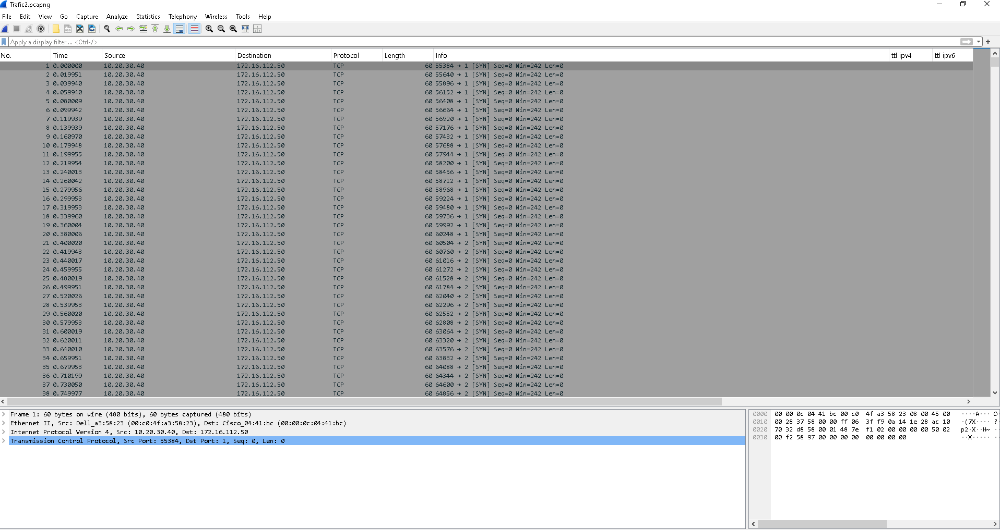 Trafic2.pcapng
File Edit View Go Capture Analyze Statistics Telephony Wireless Tools Help
Apply a display filter ... <Ctrl-/>
No. Time Source Destination Protocol Length Info ttl ipv4 ttl ipv6
1 0.000000 10.20.30.40 172.16.112.50 TCP 60 55384 → 1 [SYN] Seq=0 Win=242 Len=0
2 0.019951 10.20.30.40 172.16.112.50 TCP 60 55640 → 1 [SYN] Seq=0 Win=242 Len=0
3 0.039940 10.20.30.40 172.16.112.50 TCP 60 55896 → 1 [SYN] Seq=0 Win=242 Len=0
4 0.059940 10.20.30.40 172.16.112.50 TCP 60 56152 → 1 [SYN] Seq=0 Win=242 Len=0
5 0.080009 10.20.30.40 172.16.112.50 TCP 60 56408 → 1 [SYN] Seq=0 Win=242 Len=0
6 0.099942 10.20.30.40 172.16.112.50 TCP 60 56664 → 1 [SYN] Seq=0 Win=242 Len=0
7 0.119939 10.20.30.40 172.16.112.50 TCP 60 56920 → 1 [SYN] Seq=0 Win=242 Len=0
8 0.139939 10.20.30.40 172.16.112.50 TCP 60 57176 → 1 [SYN] Seq=0 Win=242 Len=0
9 0.160970 10.20.30.40 172.16.112.50 TCP 60 57432 → 1 [SYN] Seq=0 Win=242 Len=0
10 0.179948 10.20.30.40 172.16.112.50 TCP 60 57688 → 1 [SYN] Seq=0 Win=242 Len=0
11 0.199955 10.20.30.40 172.16.112.50 TCP 60 57944 → 1 [SYN] Seq=0 Win=242 Len=0
12 0.219954 10.20.30.40 172.16.112.50 TCP 60 58200 → 1 [SYN] Seq=0 Win=242 Len=0
13 0.240013 10.20.30.40 172.16.112.50 TCP 60 58456 → 1 [SYN] Seq=0 Win=242 Len=0
14 0.260042 10.20.30.40 172.16.112.50 TCP 60 58712 → 1 [SYN] Seq=0 Win=242 Len=0
15 0.279956 10.20.30.40 172.16.112.50 TCP 60 58968 → 1 [SYN] Seq=0 Win=242 Len=0
16 0.299953 10.20.30.40 172.16.112.50 TCP 60 59224 → 1 [SYN] Seq=0 Win=242 Len=0
17 0.319953 10.20.30.40 172.16.112.50 TCP 60 59480 → 1 [SYN] Seq=0 Win=242 Len=0
18 0.339960 10.20.30.40 172.16.112.50 TCP 60 59736 → 1 [SYN] Seq=0 Win=242 Len=0
19 0.360004 10.20.30.40 172.16.112.50 TCP 60 59992 → 1 [SYN] Seq=0 Win=242 Len=0
20 0.380006 10.20.30.40 172.16.112.50 TCP 60 60248 → 1 [SYN] Seq=0 Win=242 Len=0
21 0.400020 10.20.30.40 172.16.112.50 TCP 60 60504 → 2 [SYN] Seq=0 Win=242 Len=0
22 0.419943 10.20.30.40 172.16.112.50 TCP 60 60760 → 2 [SYN] Seq=0 Win=242 Len=0
23 0.440017 10.20.30.40 172.16.112.50 TCP 60 61016 → 2 [SYN] Seq=0 Win=242 Len=0
24 0.459955 10.20.30.40 172.16.112.50 TCP 60 61272 → 2 [SYN] Seq=0 Win=242 Len=0
25 0.480019 10.20.30.40 172.16.112.50 TCP 60 61528 → 2 [SYN] Seq=0 Win=242 Len=0
26 0.499951 10.20.30.40 172.16.112.50 TCP 60 61784 → 2 [SYN] Seq=0 Win=242 Len=0
27 0.520026 10.20.30.40 172.16.112.50 TCP 60 62040 → 2 [SYN] Seq=0 Win=242 Len=0
28 0.539953 10.20.30.40 172.16.112.50 TCP 60 62296 → 2 [SYN] Seq=0 Win=242 Len=0
29 0.560020 10.20.30.40 172.16.112.50 TCP 60 62552 → 2 [SYN] Seq=0 Win=242 Len=0
30 0.579953 10.20.30.40 172.16.112.50 TCP 60 62808 → 2 [SYN] Seq=0 Win=242 Len=0
31 0.600019 10.20.30.40 172.16.112.50 TCP 60 63064 → 2 [SYN] Seq=0 Win=242 Len=0
32 0.620011 10.20.30.40 172.16.112.50 TCP 60 63320 → 2 [SYN] Seq=0 Win=242 Len=0
33 0.640010 10.20.30.40 172.16.112.50 TCP 60 63576 → 2 [SYN] Seq=0 Win=242 Len=0
34 0.659951 10.20.30.40 172.16.112.50 TCP 60 63832 → 2 [SYN] Seq=0 Win=242 Len=0
35 0.679953 10.20.30.40 172.16.112.50 TCP 60 64088 → 2 [SYN] Seq=0 Win=242 Len=0
36 0.710199 10.20.30.40 172.16.112.50 TCP 60 64344 → 2 [SYN] Seq=0 Win=242 Len=0
37 0.730050 10.20.30.40 172.16.112.50 TCP 60 64600 → 2 [SYN] Seq=0 Win=242 Len=0
38 0.749977 10.20.30.40 172.16.112.50 TCP 60 64856 → 2 [SYN] Seq=0 Win=242 Len=0
Frame 1: 60 bytes on wire (480 bits), 60 bytes captured (480 bits)
Ethernet II, Src: Dell_a3:58:23 (00:c0:4f:a3:58:23), Dst: Cisco_04:41:bc (00:00:0c:04:41:bc)
Internet Protocol Version 4, Src: 10.20.30.40, Dst: 172.16.112.50
Transmission Control Protocol, Src Port: 55384, Dst Port: 1, Seq: 0, Len: 0
0000 00 00 0c 04 41 bc 00 c0 4f a3 58 23 08 00 45 00 ····A··· O
0010 00 28 37 58 00 00 ff 06 3f f9 0a 14 1e 28 ac 10 ·(7X···· ?
0020 70 32 d8 58 00 01 48 7e f1 02 00 00 00 00 50 02 p2·X··H~ ··
0030 00 f2 58 97 00 00 00 00 00 00 00 00 ··X····· ··